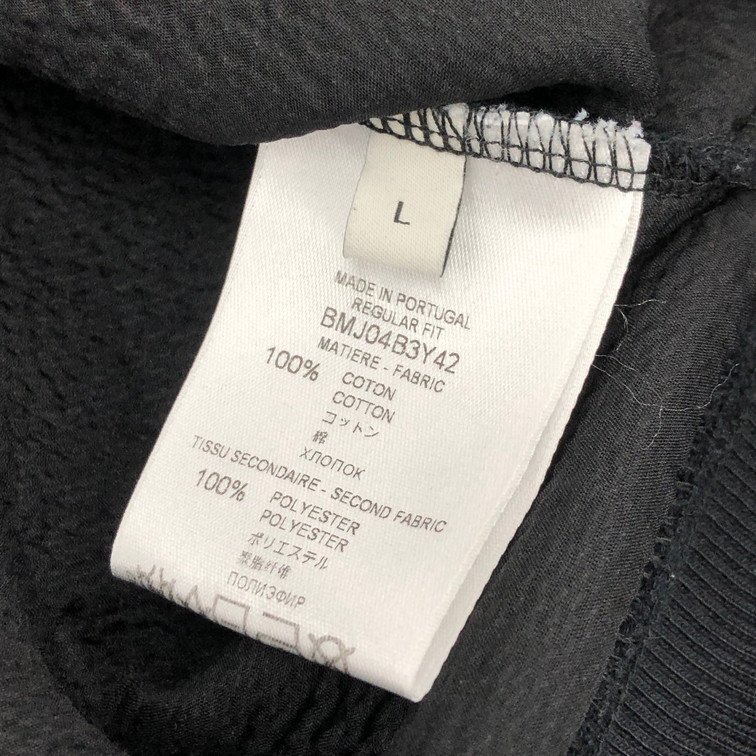 L
MADE IN PORTUGAL
REGULAR FIT
BMJ04B3Y42
MATIERE - FABRIC
100% COTON
COTTON
コットン
棉
ХЛОПОК
TISSU SECONDAIRE - SECOND FABRIC
100% POLYESTER
POLYESTER
ポリエステル
聚脂纤维
ПОЛИЭФИР